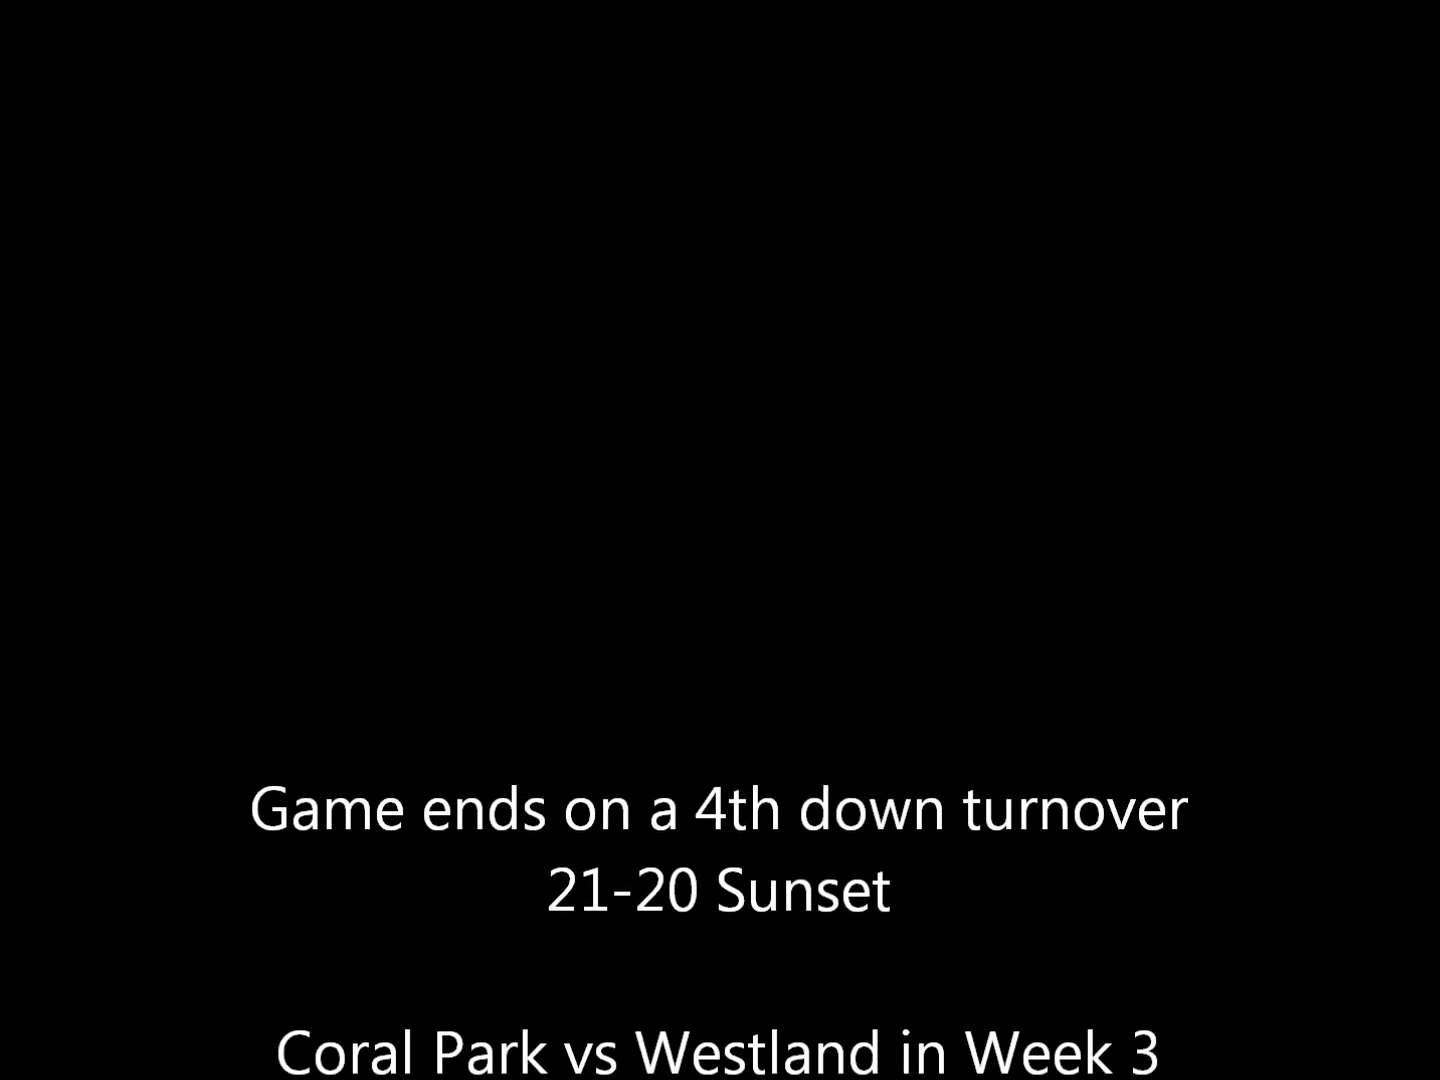 Game ends on a 4th down turnover
21-20 Sunset
Coral Park vs Westland in Week 3